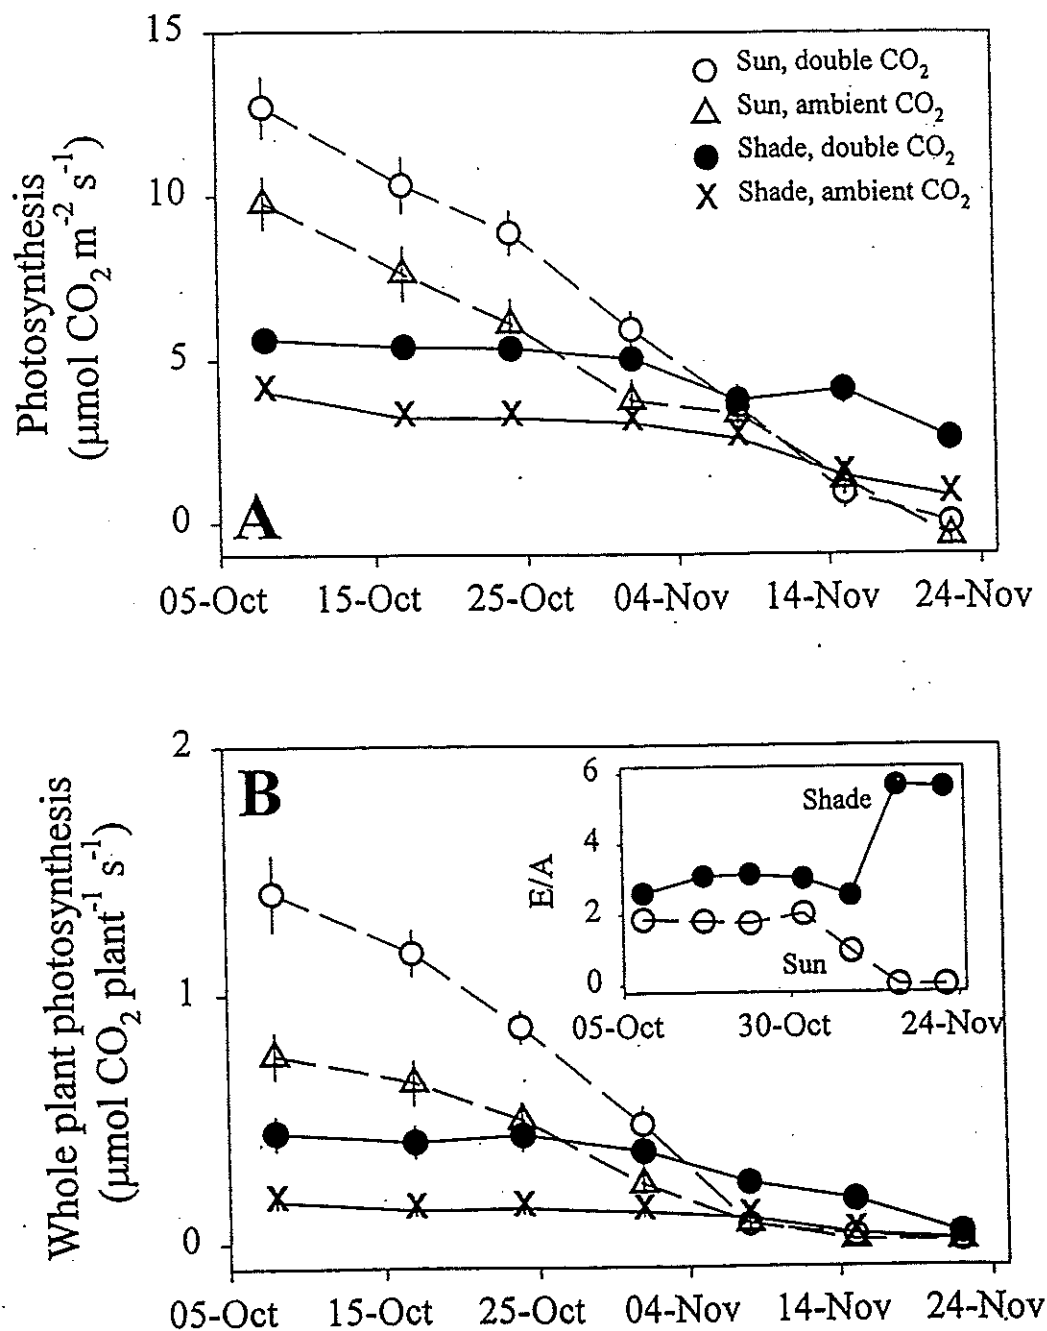 15
10
5
0
Photosynthesis
(μmol CO₂ m⁻² s⁻¹)
Sun, double CO₂
Sun, ambient CO₂
Shade, double CO₂
Shade, ambient CO₂
A
05-Oct 15-Oct 25-Oct 04-Nov 14-Nov 24-Nov
2
1
0
Whole plant photosynthesis
(μmol CO₂ plant⁻¹ s⁻¹)
B
6
4
2
0
E/A
Shade
Sun
05-Oct 30-Oct 24-Nov
05-Oct 15-Oct 25-Oct 04-Nov 14-Nov 24-Nov